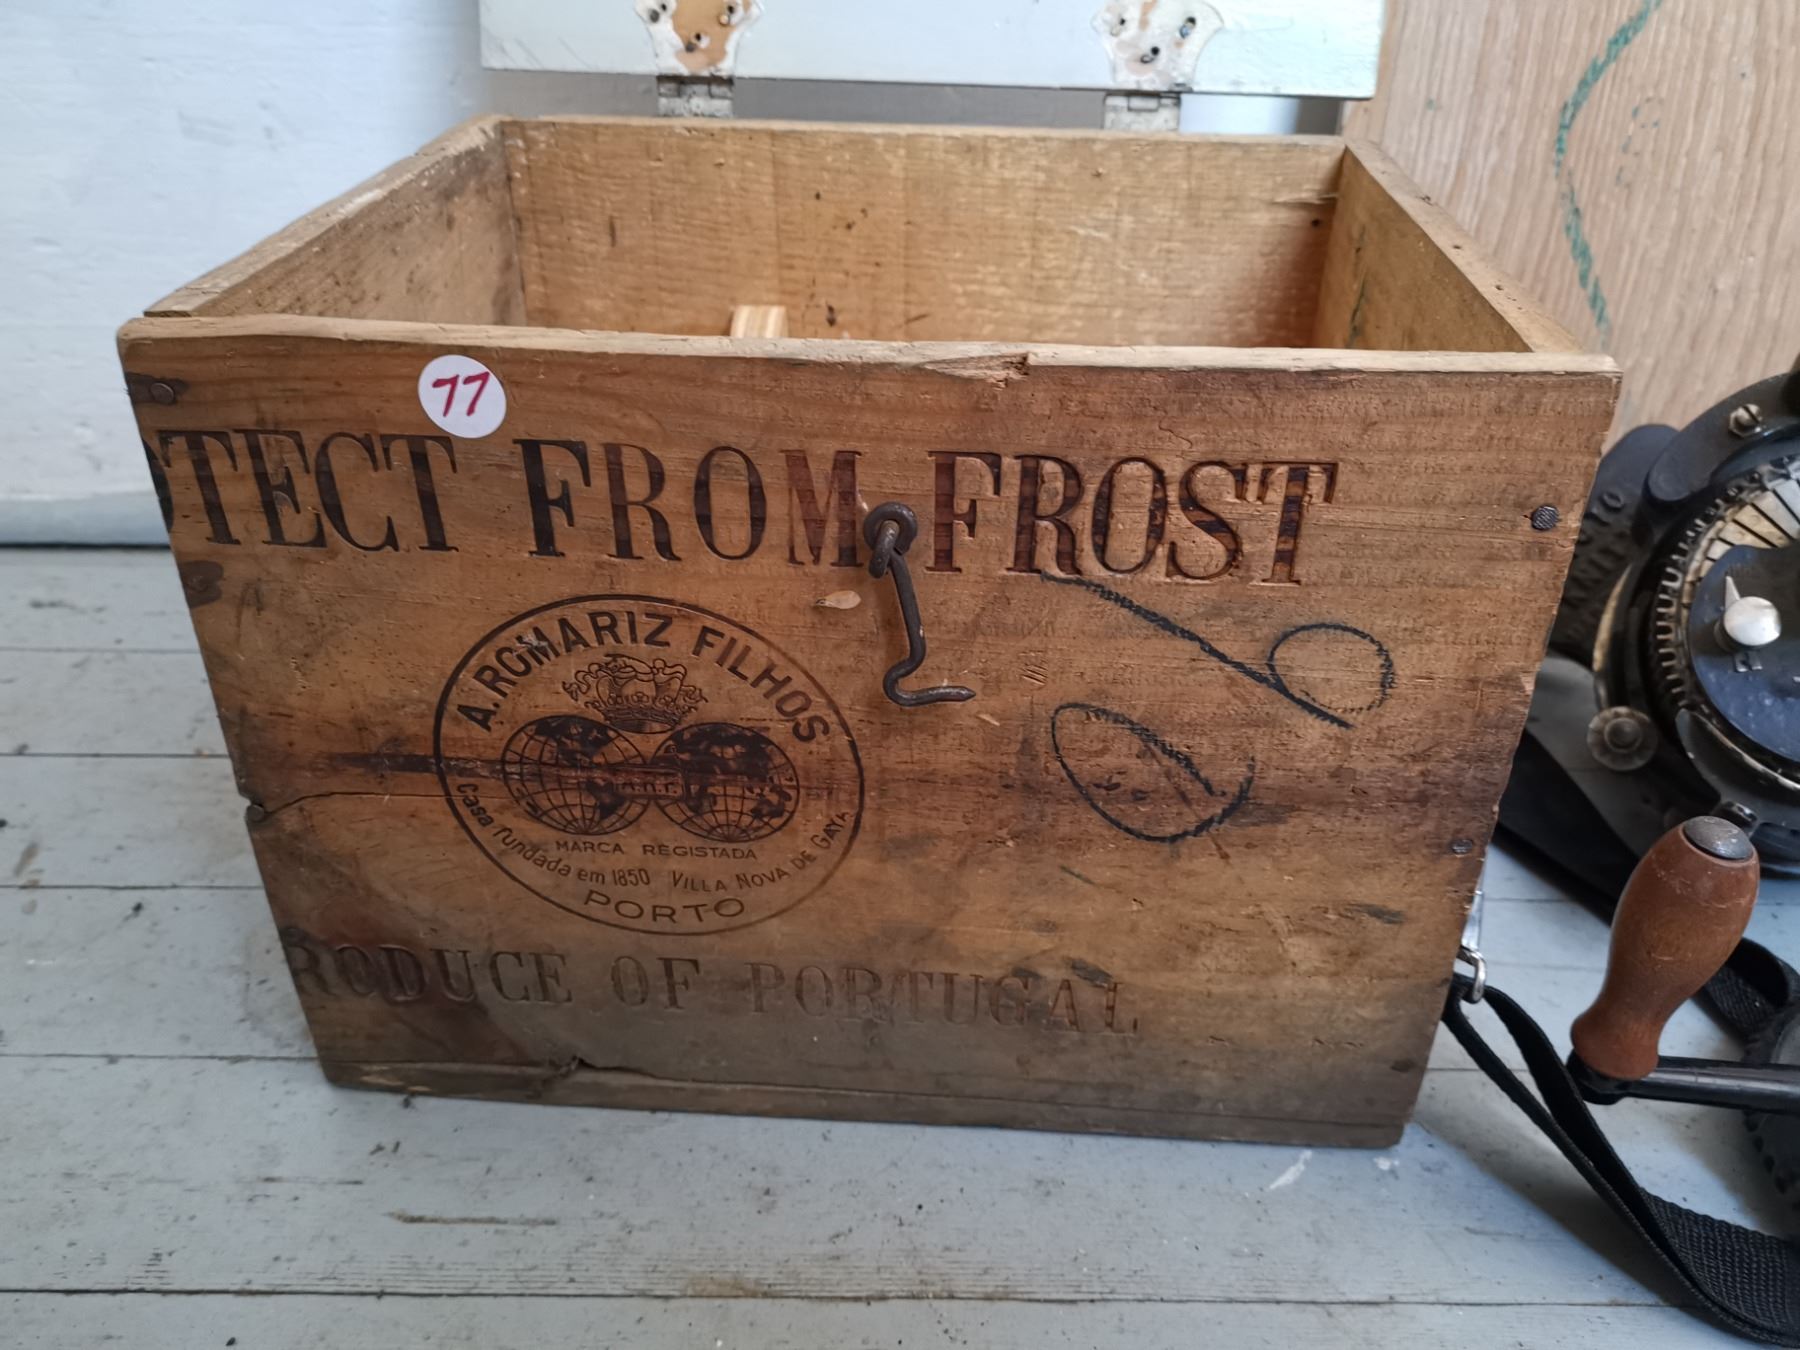 77
OTECT FROM FROST
A. ROMARIZ FILHOS
A.R.F.
MARCA REGISTADA
Casa fundada em 1850 VILLA NOVA DE GAYA
PORTO
RODUCE OF PORTUGAL